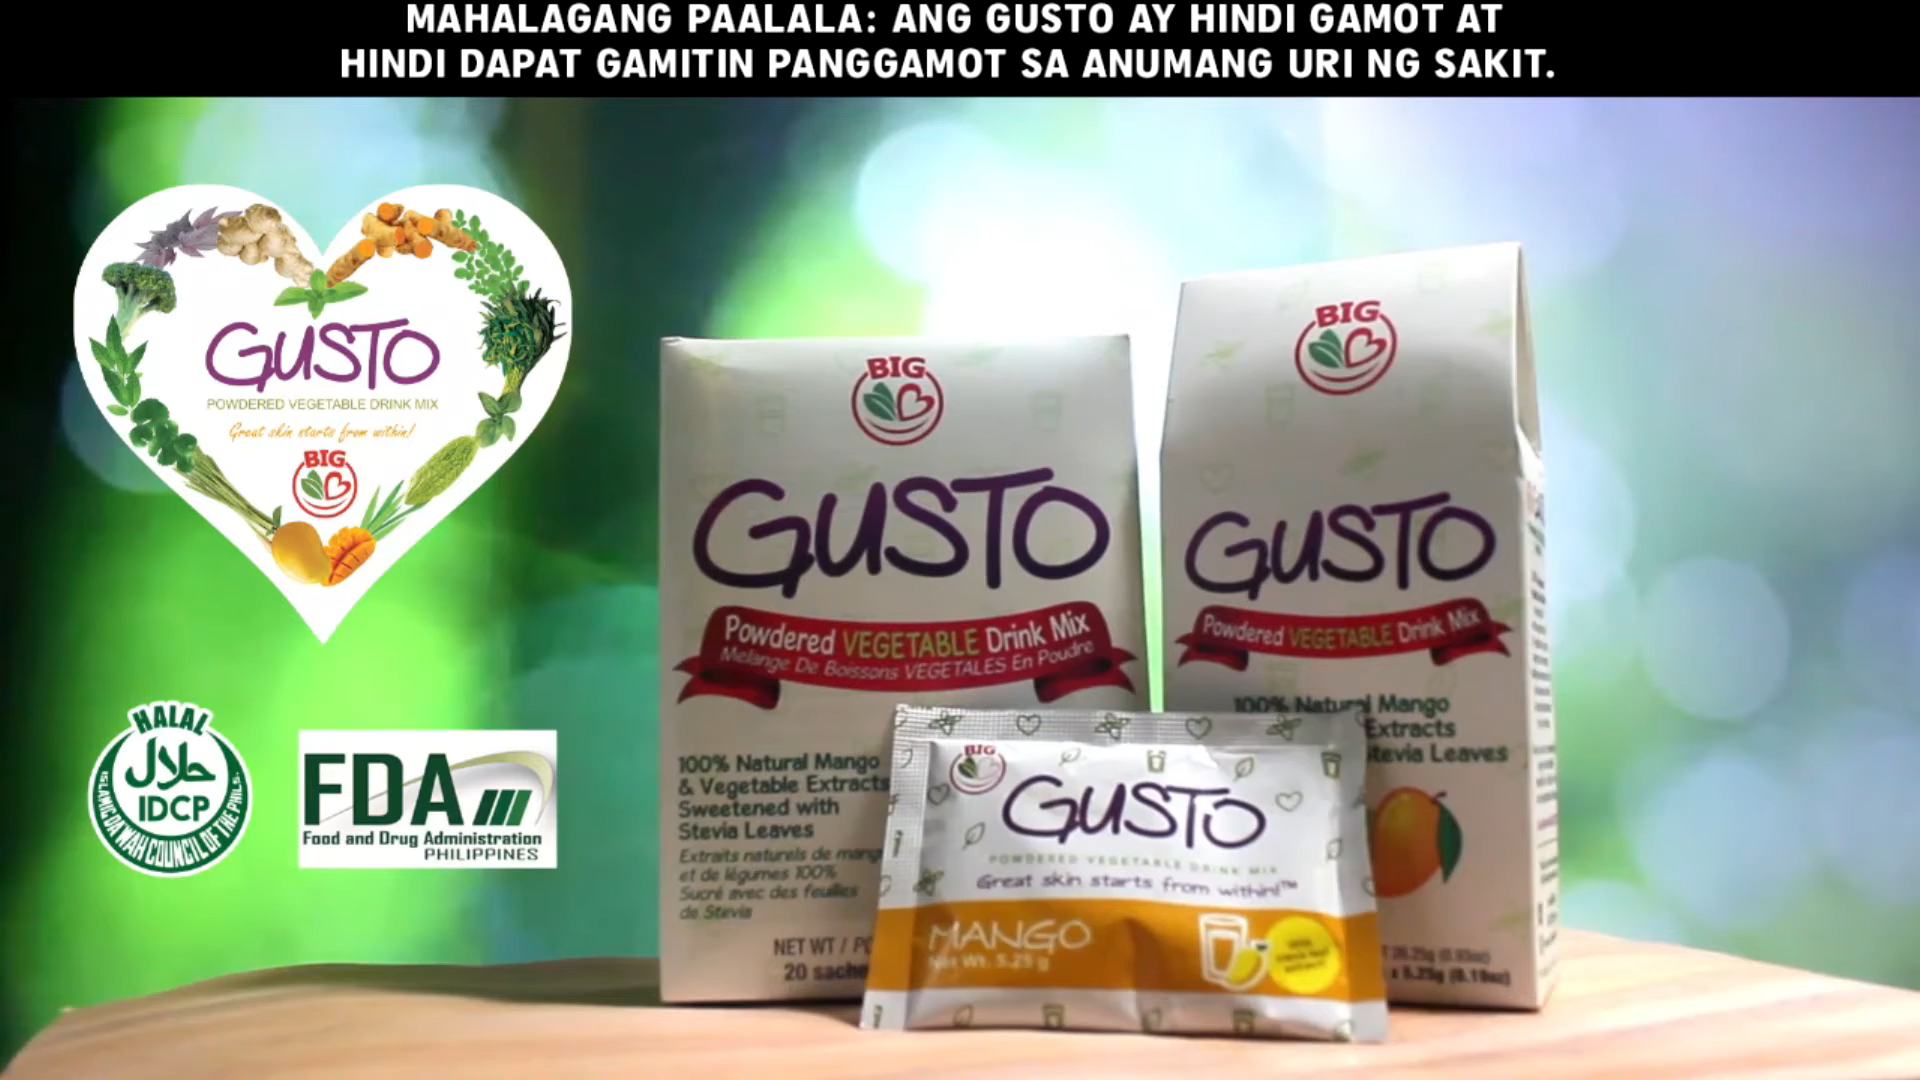 MAHALAGANG PAALALA: ANG GUSTO AY HINDI GAMOT AT
HINDI DAPAT GAMITIN PANGGAMOT SA ANUMANG URI NG SAKIT.
GUSTO
POWDERED VEGETABLE DRINK MIX
Great skin starts from within!
BIG
HALAL
حلال
IDCP
ISLAMIC DA'WAH COUNCIL OF THE PHILS.
FDA
Food and Drug Administration
PHILIPPINES
BIG
GUSTO
Powdered VEGETABLE Drink Mix
Melange De Boissons VEGETALES En Poudre
100% Natural Mango
& Vegetable Extracts
Sweetened with
Stevia Leaves
Extraits naturels de mang
et de légumes 100%
Sucré avec des feuilles
de Stevia
NET WT / PO
20 sache
BIG
GUSTO
Powdered VEGETABLE Drink Mix
100% Natural Mango
Extracts
Stevia Leaves
BIG
GUSTO
POWDERED VEGETABLE DRINK MIX
Great skin starts from within!™
MANGO
Net Wt. 5.25 g